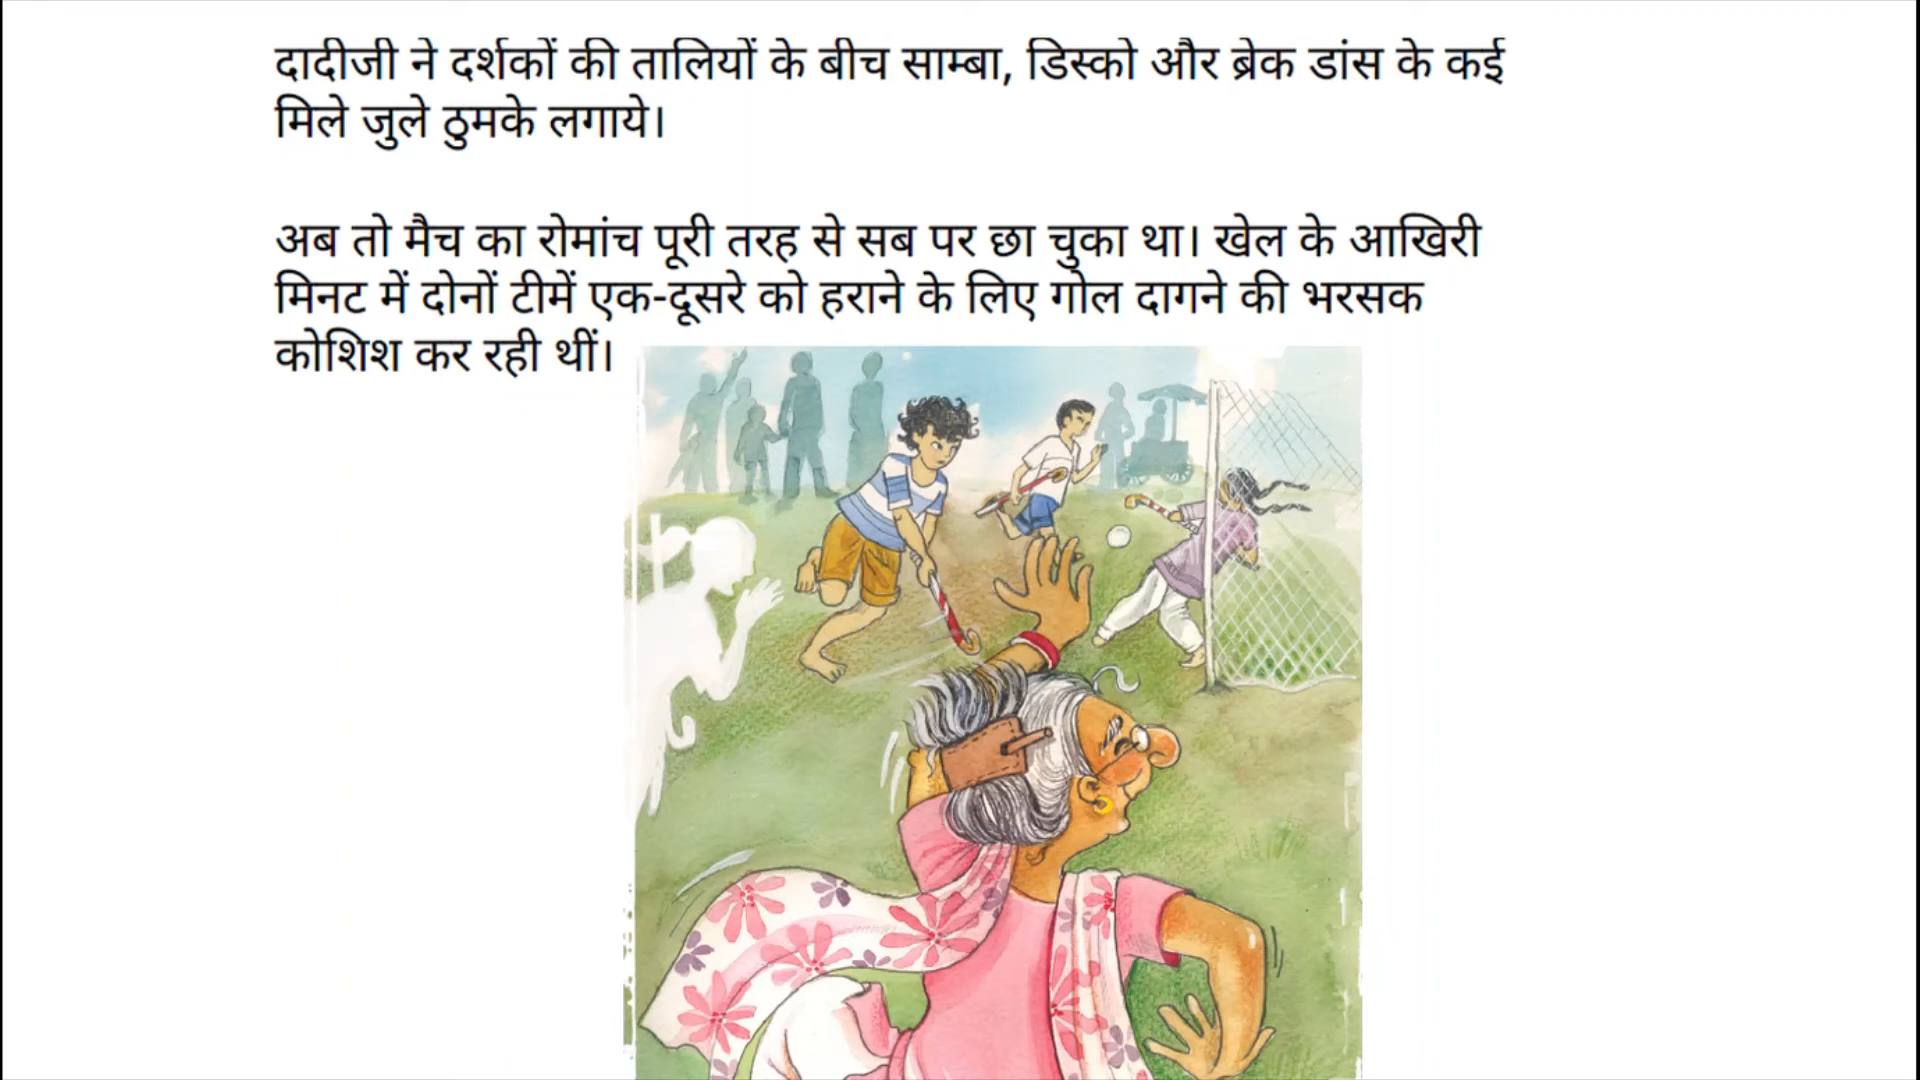 दादीजी ने दर्शकों की तालियों के बीच साम्बा, डिस्को और ब्रेक डांस के कई
मिले जुले ठुमके लगाये।
अब तो मैच का रोमांच पूरी तरह से सब पर छा चुका था। खेल के आखिरी
मिनट में दोनों टीमें एक-दूसरे को हराने के लिए गोल दागने की भरसक
कोशिश कर रही थीं।